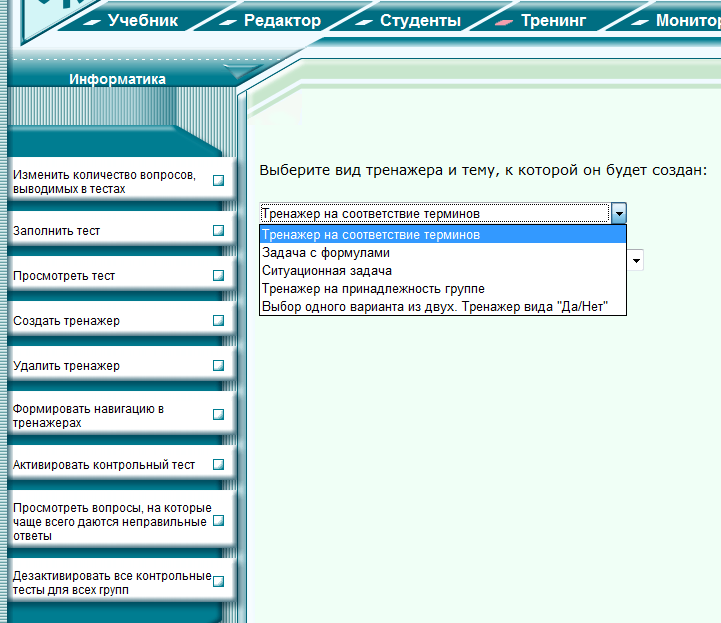 Учебник
Редактор
Студенты
Тренинг
Информатика
Выберите вид тренажера и тему, к которой он будет создан:
Тренажер на соответствие терминов
Тренажер на соответствие терминов
Задача с формулами
Ситуационная задача
Тренажер на принадлежность группе
Выбор одного варианта из двух. Тренажер вида "Да/Нет"
Изменить количество вопросов,
выводимых в тестах
Заполнить тест
Просмотреть тест
Создать тренажер
Удалить тренажер
Формировать навигацию в
тренажерах
Активировать контрольный тест
Просмотреть вопросы, на которые
чаще всего даются неправильные
ответы
Дезактивировать все контрольные
тесты для всех групп